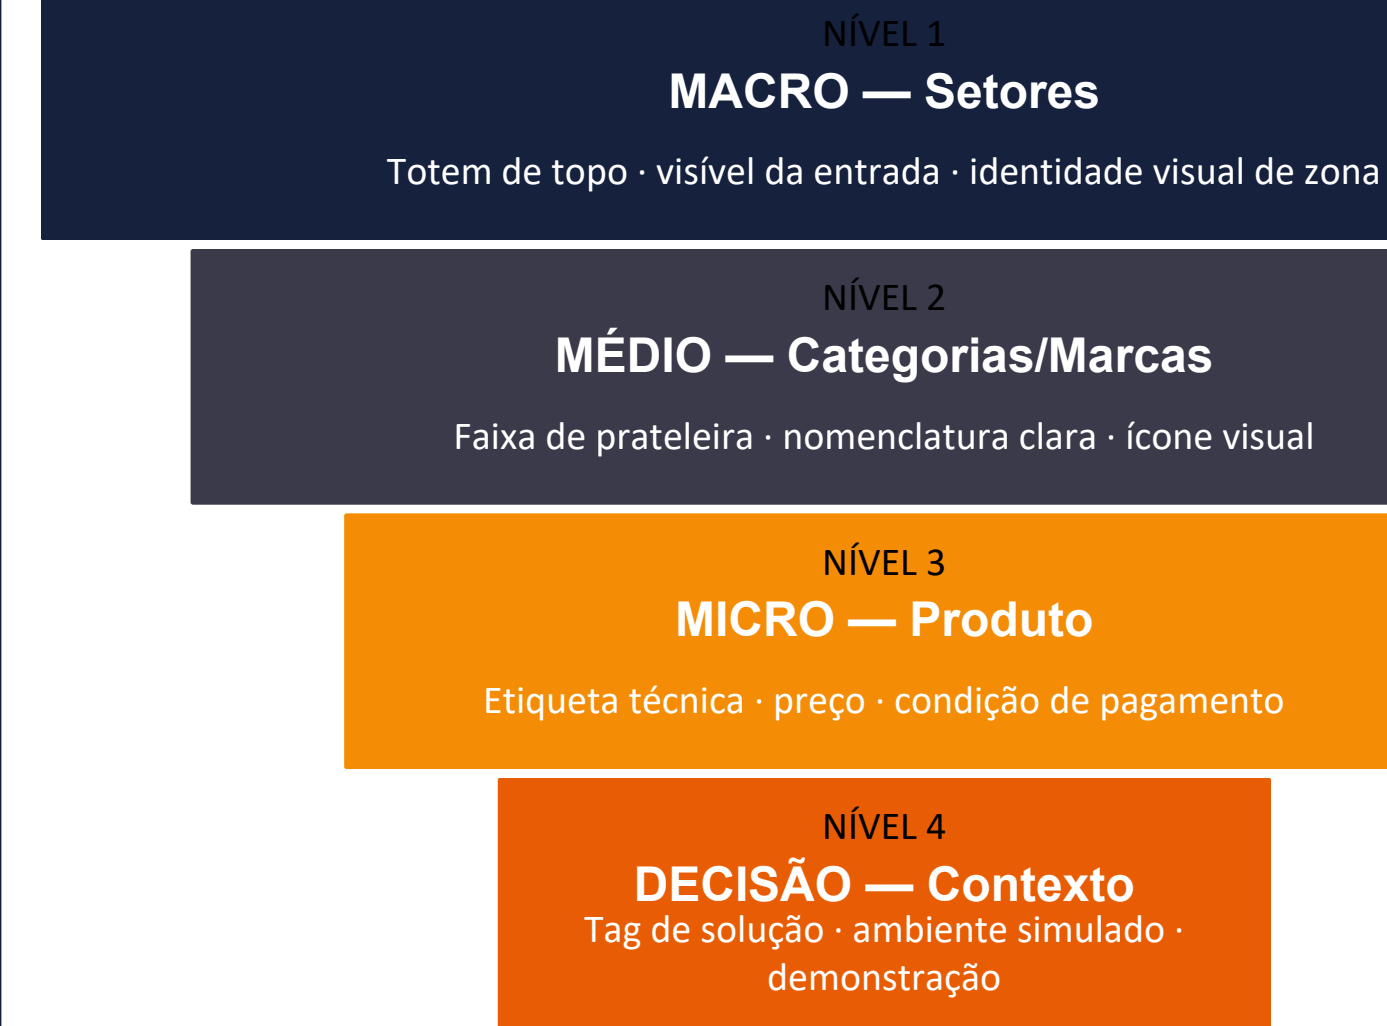 NÍVEL 1
MACRO — Setores
Totem de topo · visível da entrada · identidade visual de zona
NÍVEL 2
MÉDIO — Categorias/Marcas
Faixa de prateleira · nomenclatura clara · ícone visual
NÍVEL 3
MICRO — Produto
Etiqueta técnica · preço · condição de pagamento
NÍVEL 4
DECISÃO — Contexto
Tag de solução · ambiente simulado ·
demonstração